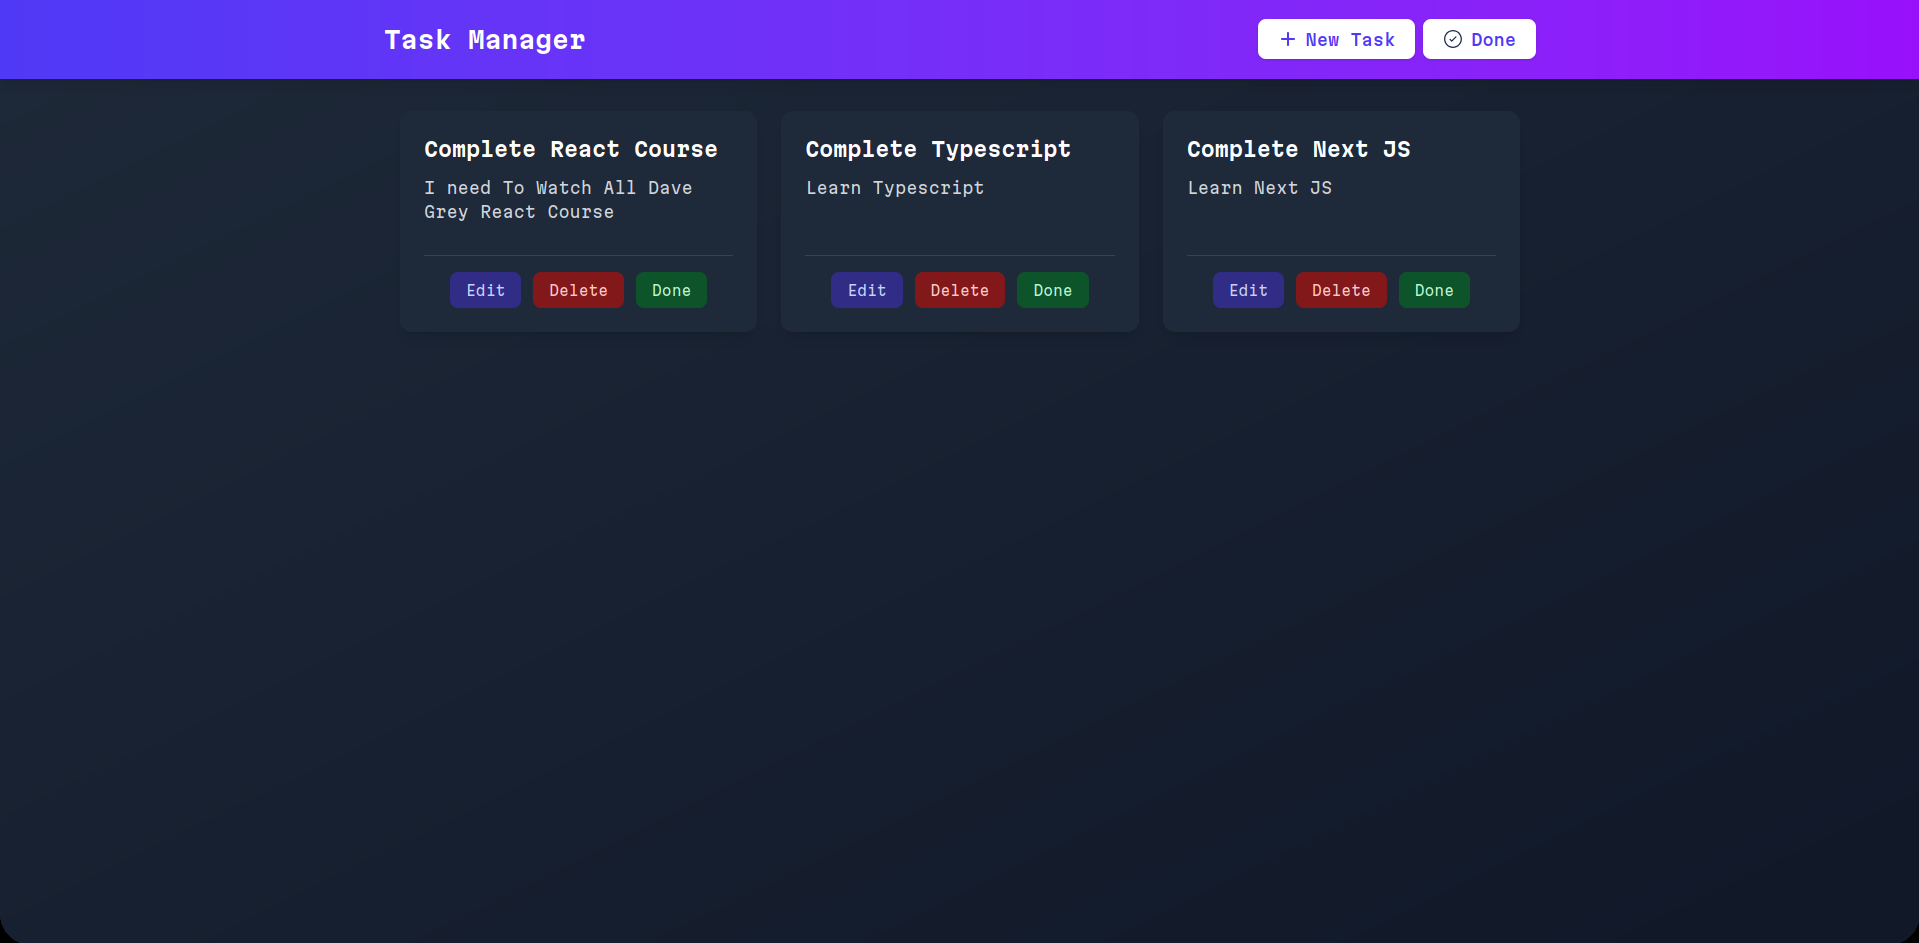 Task Manager
New Task
Done
Complete React Course
I need To Watch All Dave
Grey React Course
Edit
Delete
Done
Complete Typescript
Learn Typescript
Edit
Delete
Done
Complete Next JS
Learn Next JS
Edit
Delete
Done